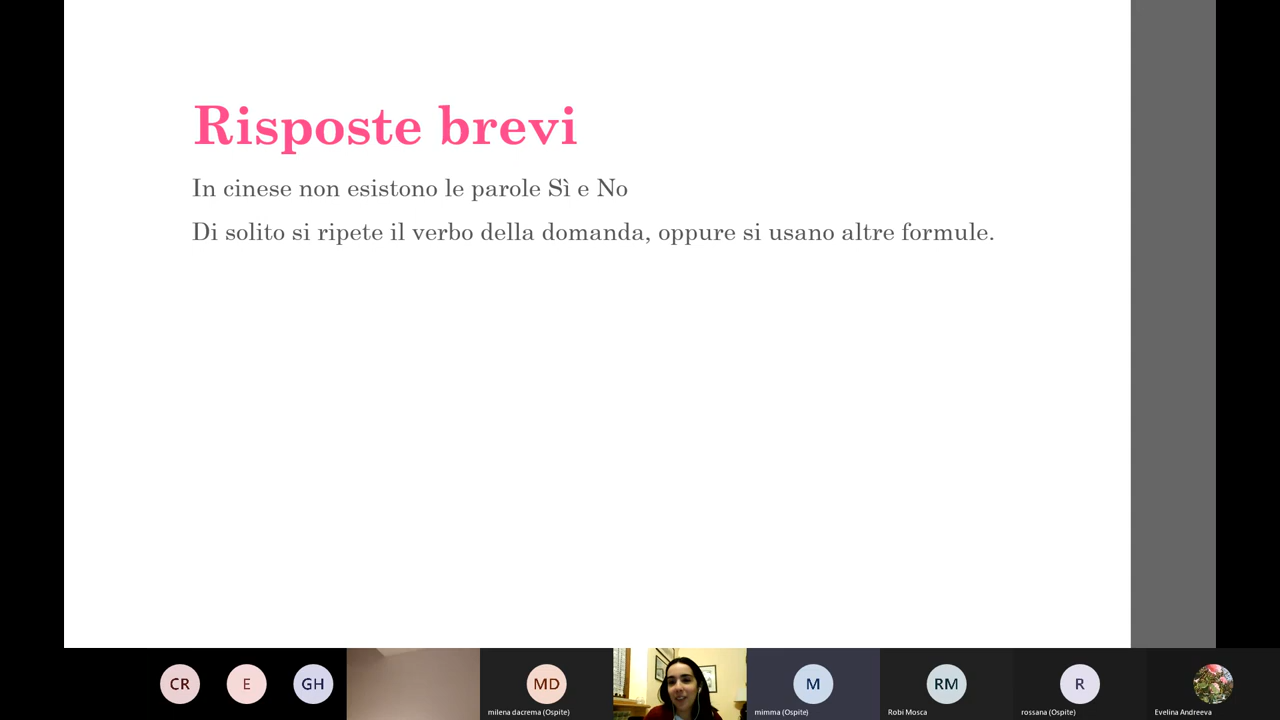 Risposte brevi
In cinese non esistono le parole Sì e No
Di solito si ripete il verbo della domanda, oppure si usano altre formule.
CR E GH MD M RM R
milena dacrema (Ospite) mimma (Ospite) Robi Mosca rossana (Ospite) Evelina Andreeva